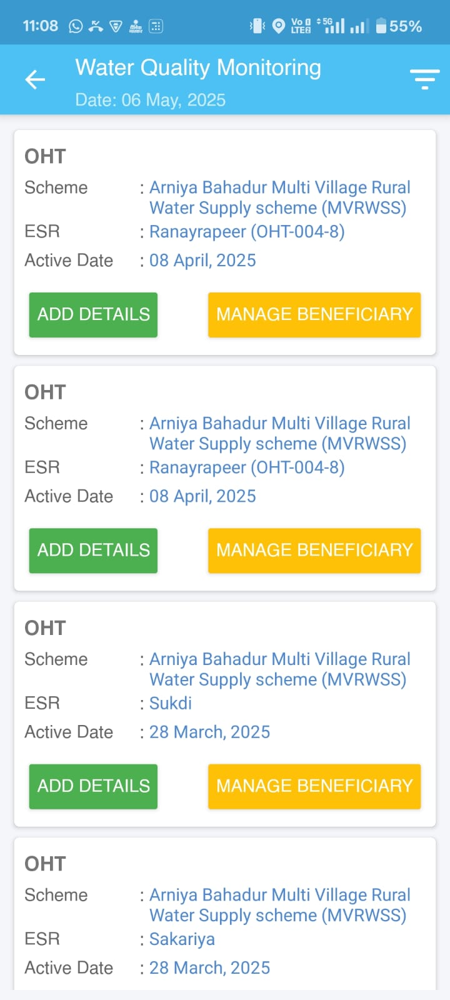 11:08 दैनिक भास्कर Vo 1 LTE2 5G 55%
Water Quality Monitoring
Date: 06 May, 2025
OHT
Scheme : Arniya Bahadur Multi Village Rural
Water Supply scheme (MVRWSS)
ESR : Ranayrapeer (OHT-004-8)
Active Date : 08 April, 2025
ADD DETAILS MANAGE BENEFICIARY
OHT
Scheme : Arniya Bahadur Multi Village Rural
Water Supply scheme (MVRWSS)
ESR : Ranayrapeer (OHT-004-8)
Active Date : 08 April, 2025
ADD DETAILS MANAGE BENEFICIARY
OHT
Scheme : Arniya Bahadur Multi Village Rural
Water Supply scheme (MVRWSS)
ESR : Sukdi
Active Date : 28 March, 2025
ADD DETAILS MANAGE BENEFICIARY
OHT
Scheme : Arniya Bahadur Multi Village Rural
Water Supply scheme (MVRWSS)
ESR : Sakariya
Active Date : 28 March, 2025